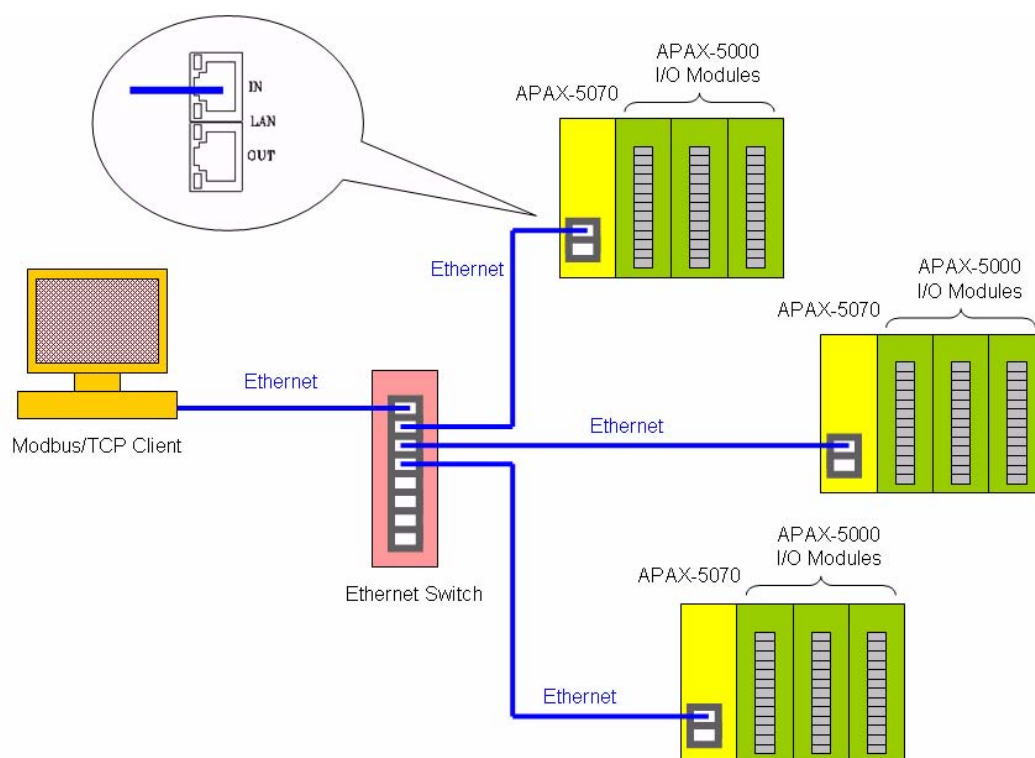 APAX-5000
I/O Modules
APAX-5070
IN
LAN
OUT
Ethernet
APAX-5000
I/O Modules
APAX-5070
Ethernet
Ethernet
Modbus/TCP Client
APAX-5000
I/O Modules
APAX-5070
Ethernet Switch
Ethernet